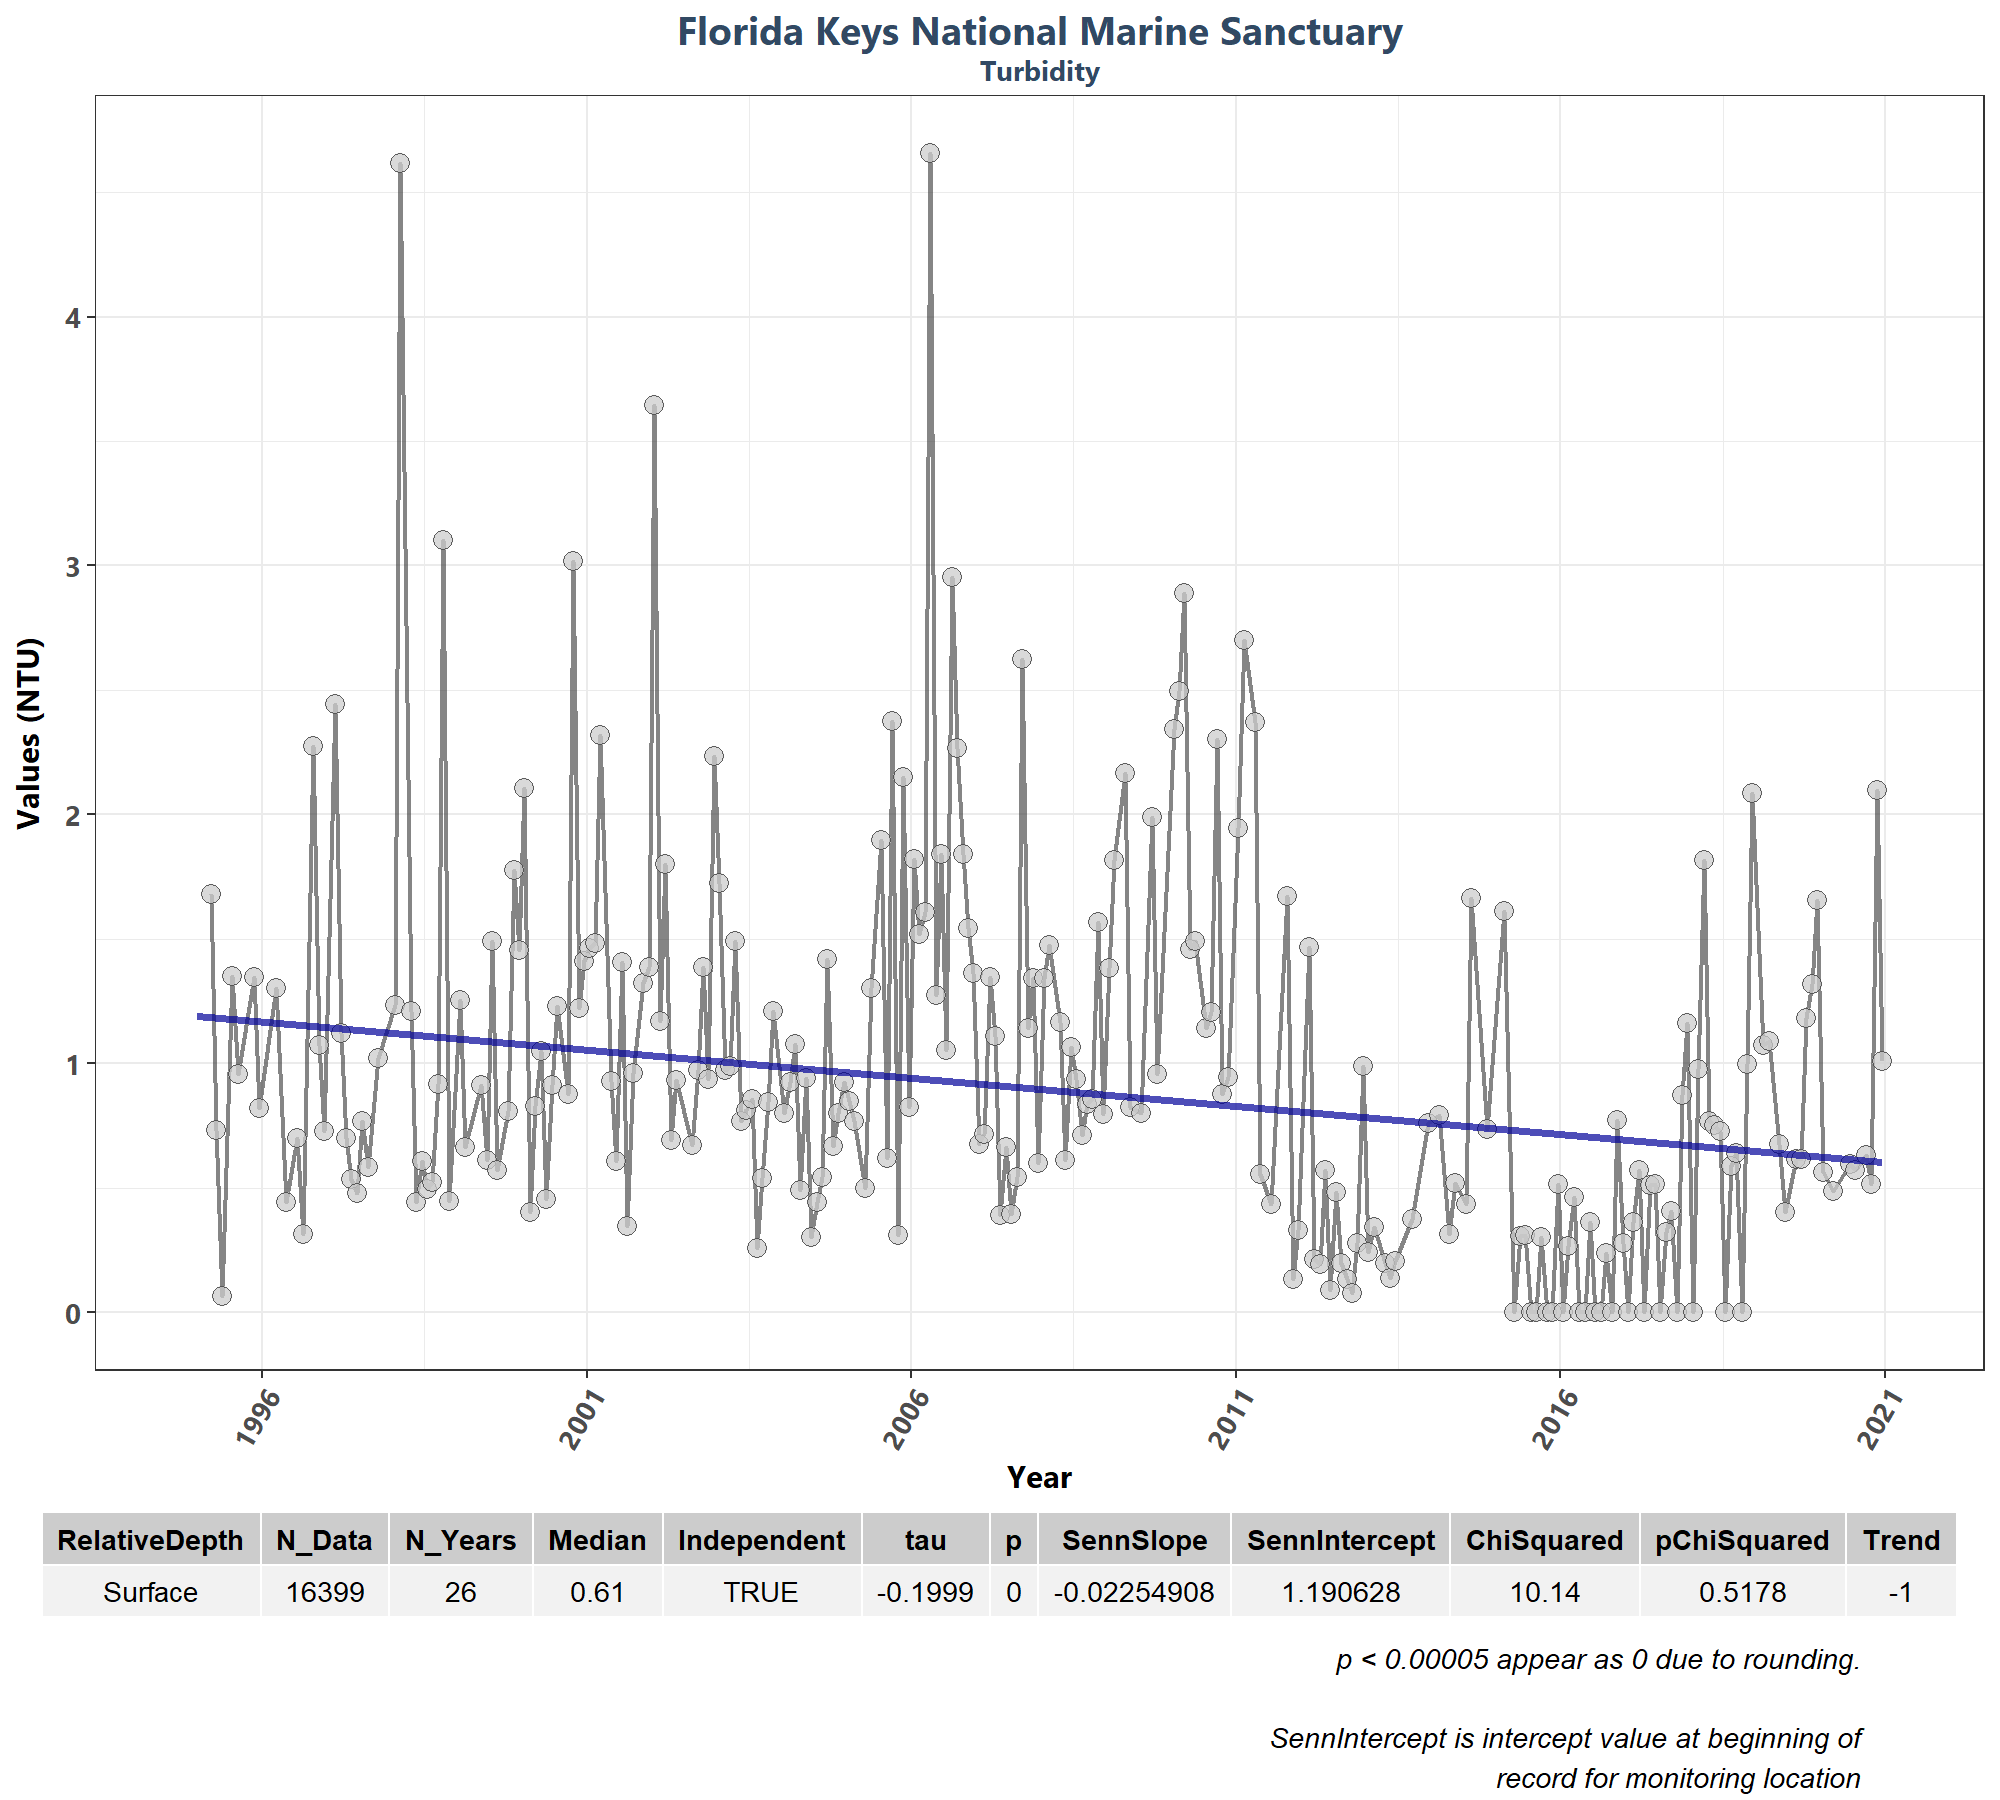 Florida Keys National Marine Sanctuary
Turbidity
Values (NTU)
4
3
2
1
0
1996 2001 2006 2011 2016 2021
Year
RelativeDepth N_Data N_Years Median Independent tau p SennSlope SennIntercept ChiSquared pChiSquared Trend
Surface 16399 26 0.61 TRUE -0.1999 0 -0.02254908 1.190628 10.14 0.5178 -1
p < 0.00005 appear as 0 due to rounding.
SennIntercept is intercept value at beginning of
record for monitoring location